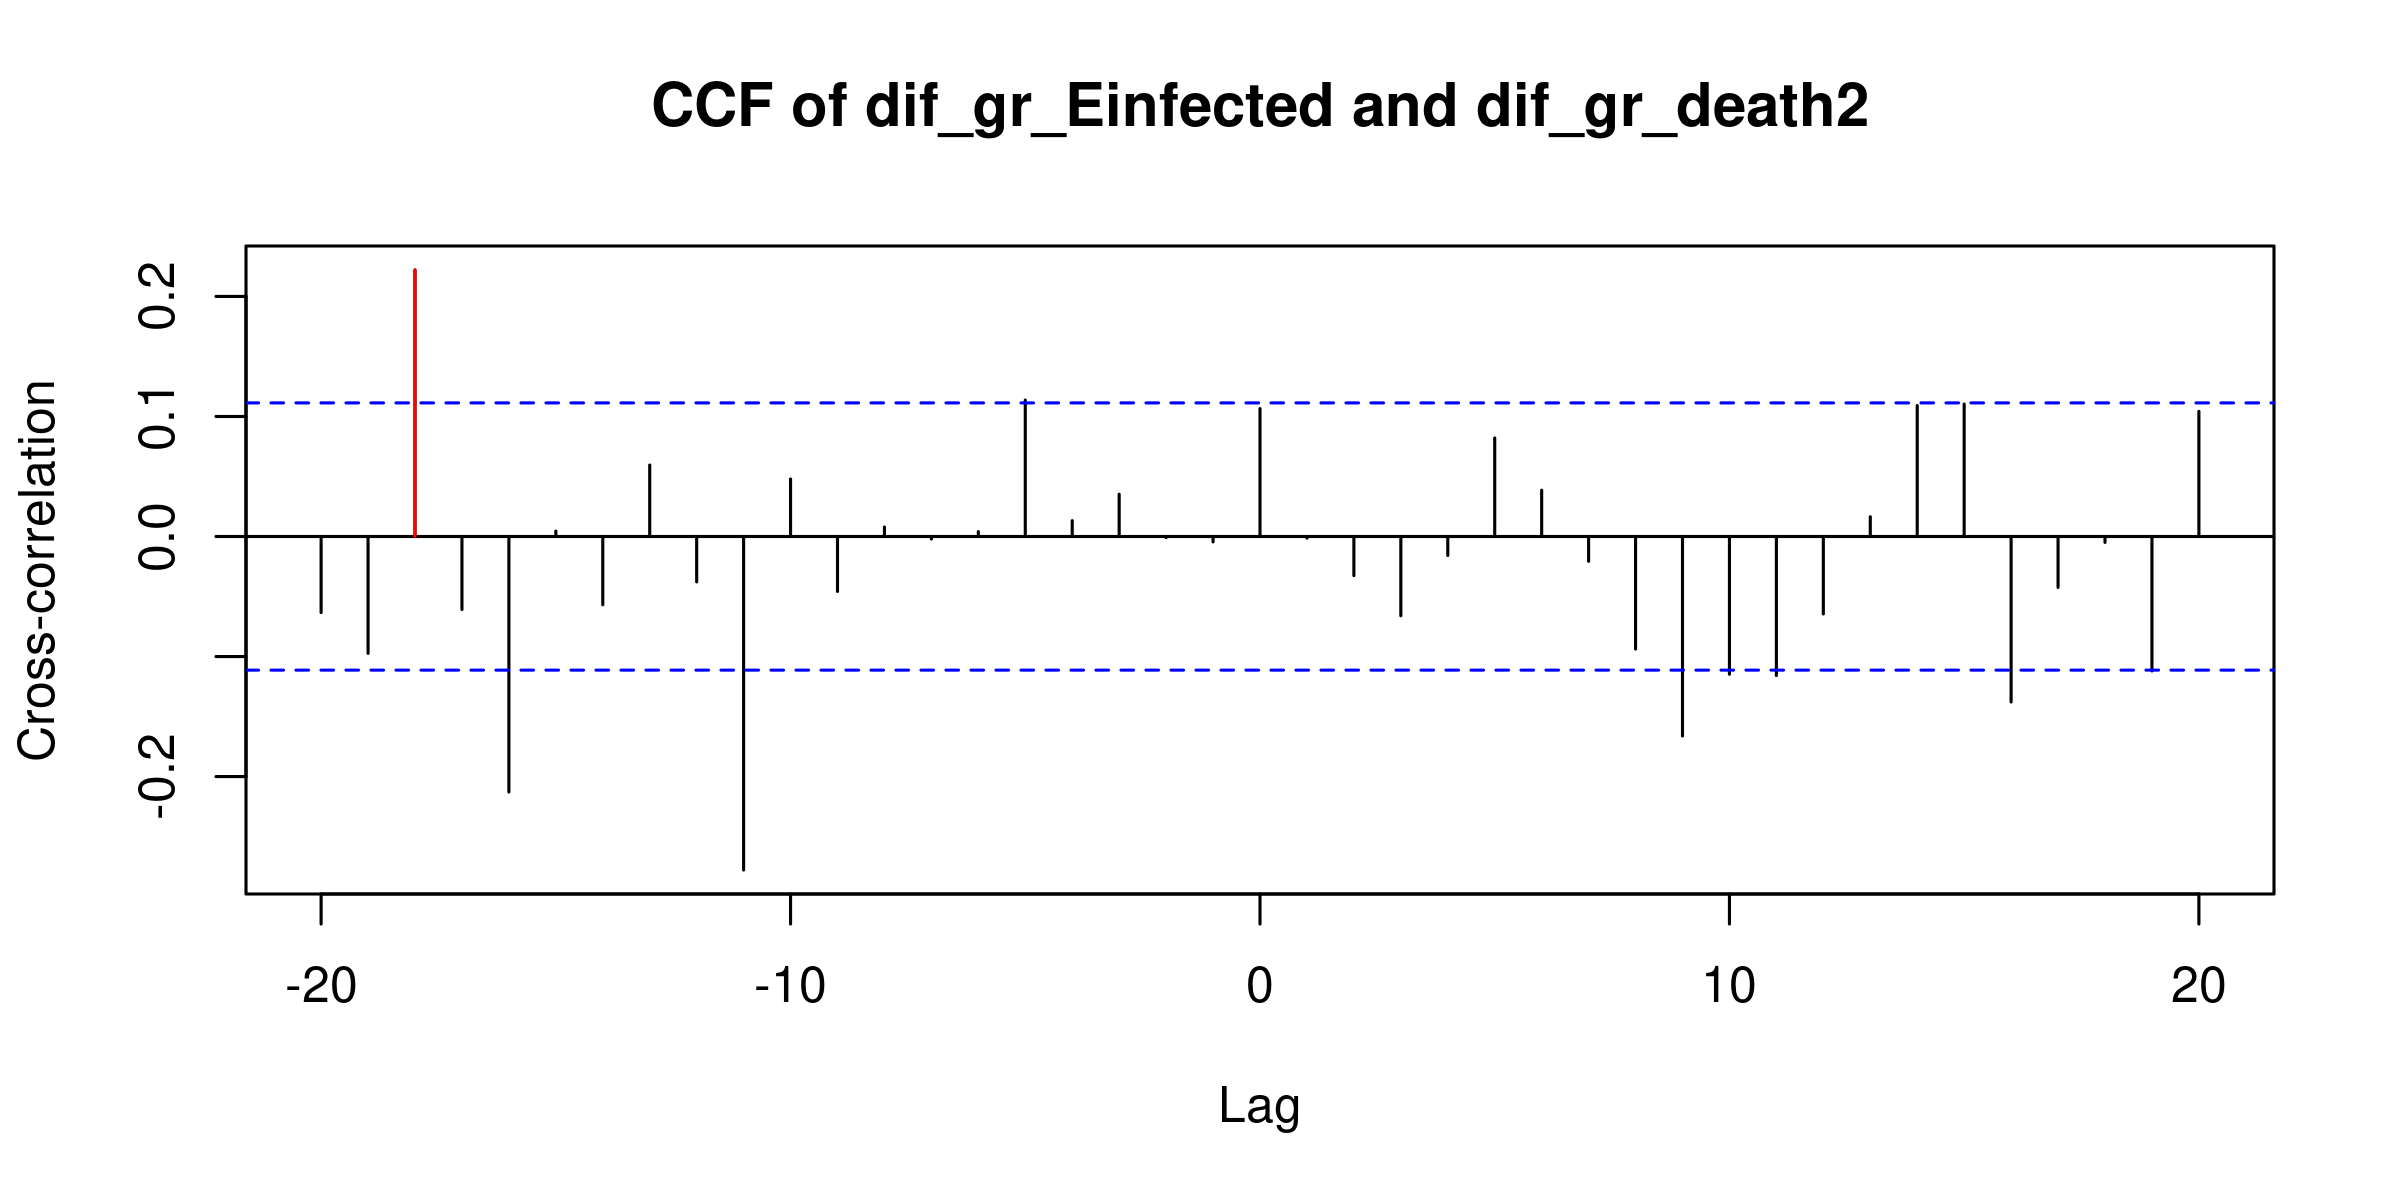 CCF of dif_gr_Einfected and dif_gr_death2
Cross-correlation
0.2
0.1
0.0
-0.2
-20 -10 0 10 20
Lag